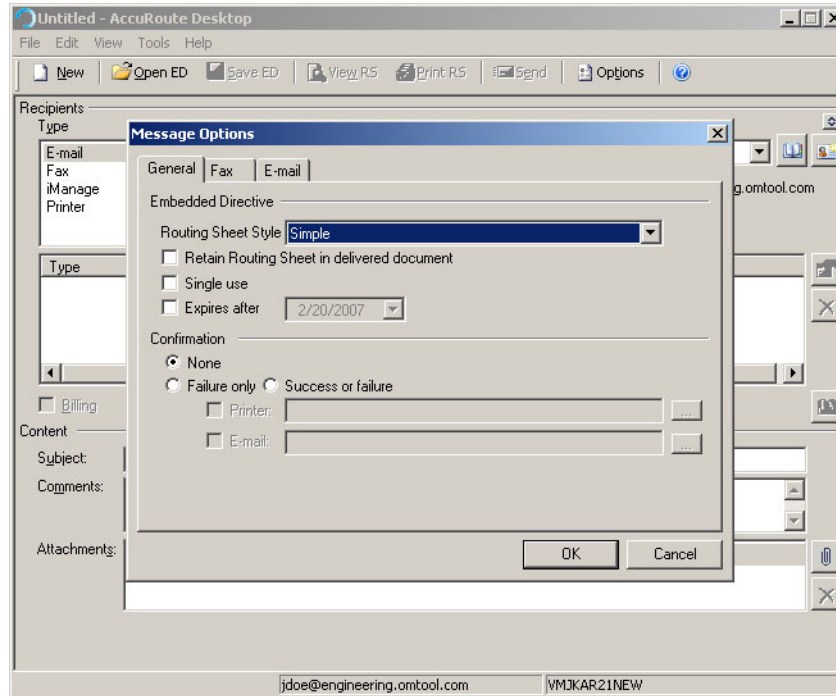 Untitled - AccuRoute Desktop
File Edit View Tools Help
New Open ED Save ED View RS Print RS Send Options
Recipients
Type
E-mail
Fax
iManage
Printer
g.omtool.com
Message Options
General Fax E-mail
Embedded Directive
Routing Sheet Style Simple
Retain Routing Sheet in delivered document
Single use
Expires after 2/20/2007
Confirmation
None
Failure only Success or failure
Printer: ...
E-mail: ...
OK Cancel
Type
Billing
Content
Subject:
Comments:
Attachments:
jdoe@engineering.omtool.com VMJKAR21NEW